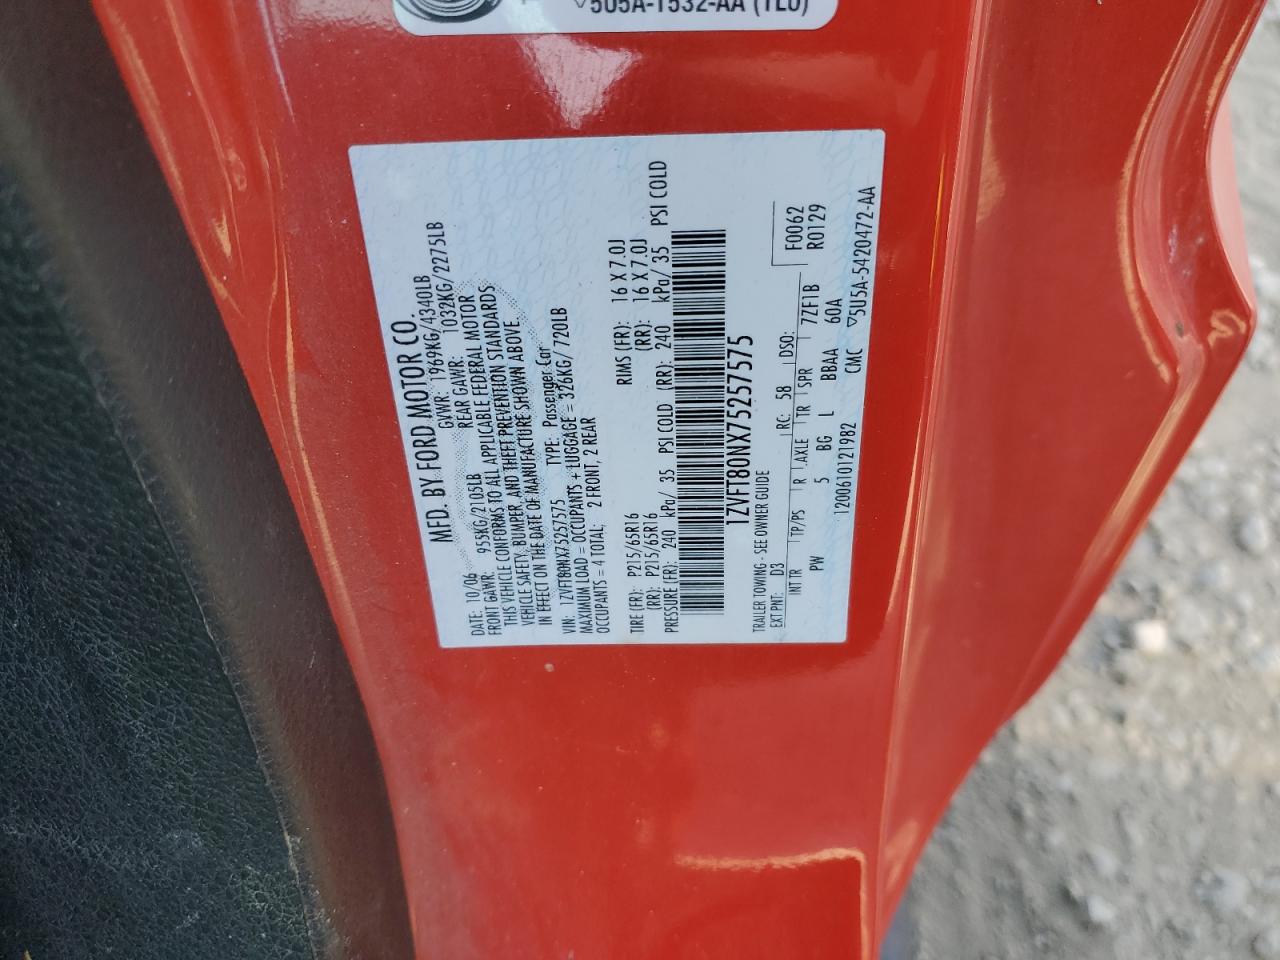 5U5A-1532-AA (TL0)
MFD. BY FORD MOTOR CO.
DATE: 10/06 GVWR: 1969KG/4340LB
FRONT GAWR: 955KG/2105LB REAR GAWR: 1032KG/2275LB
THIS VEHICLE CONFORMS TO ALL APPLICABLE FEDERAL MOTOR
VEHICLE SAFETY, BUMPER, AND THEFT PREVENTION STANDARDS
IN EFFECT ON THE DATE OF MANUFACTURE SHOWN ABOVE.
VIN: 1ZVFT80NX75257575 TYPE: Passenger Car
MAXIMUM LOAD = OCCUPANTS + LUGGAGE = 326KG/ 720LB
OCCUPANTS = 4 TOTAL; 2 FRONT, 2 REAR
TIRE (FR): P215/65R16 RIMS (FR): 16 X 7.0J
(RR): P215/65R16 (RR): 16 X 7.0J
PRESSURE (FR): 240 kPa/ 35 PSI COLD (RR): 240 kPa/ 35 PSI COLD
1ZVFT80NX75257575
TRAILER TOWING - SEE OWNER GUIDE
EXT PNT: D3 RC: 58 DSO: F0062
INT TR TP/PS R AXLE TR SPR R0129
PW 5 BG L BBAA 7ZF1B 60A
1200610121982 CMC 5U5A-5420472-AA